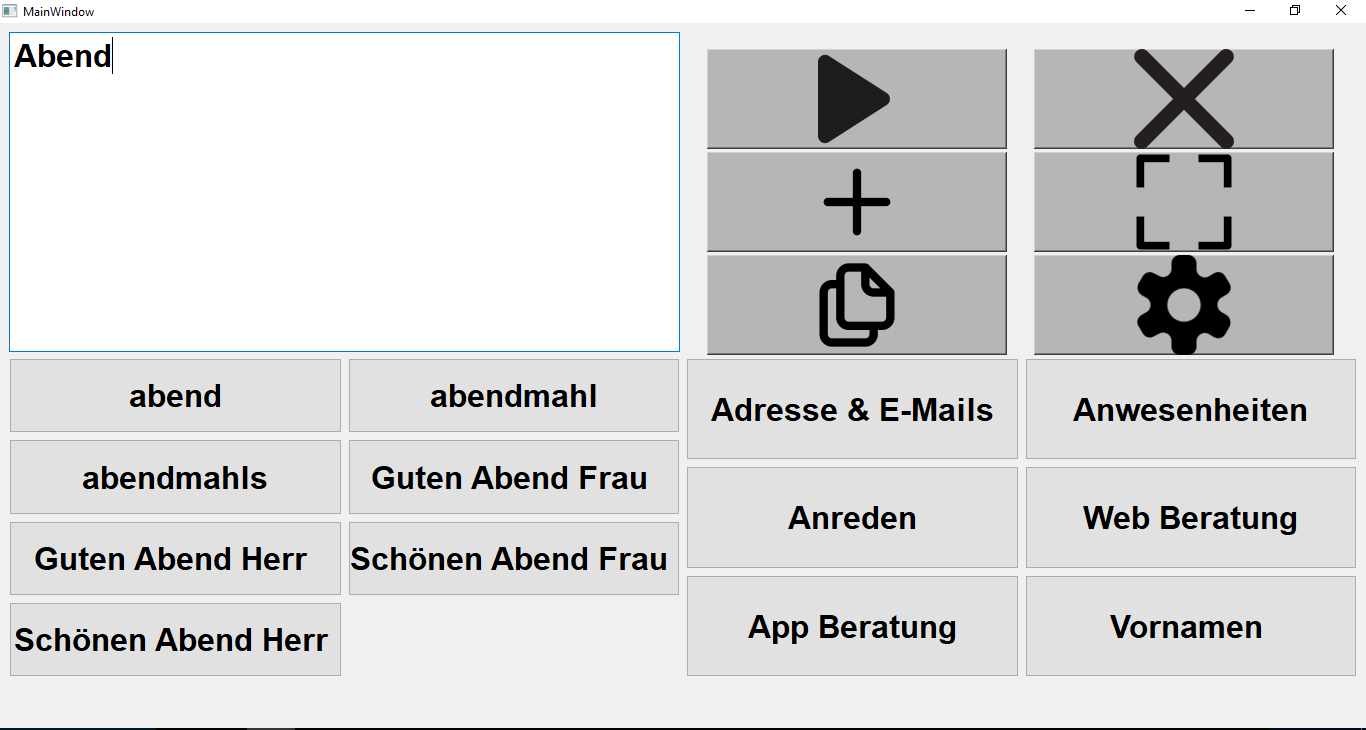 MainWindow
Abend
abend
abendmahl
Adresse & E-Mails
Anwesenheiten
abendmahls
Guten Abend Frau
Anreden
Web Beratung
Guten Abend Herr
Schönen Abend Frau
App Beratung
Vornamen
Schönen Abend Herr